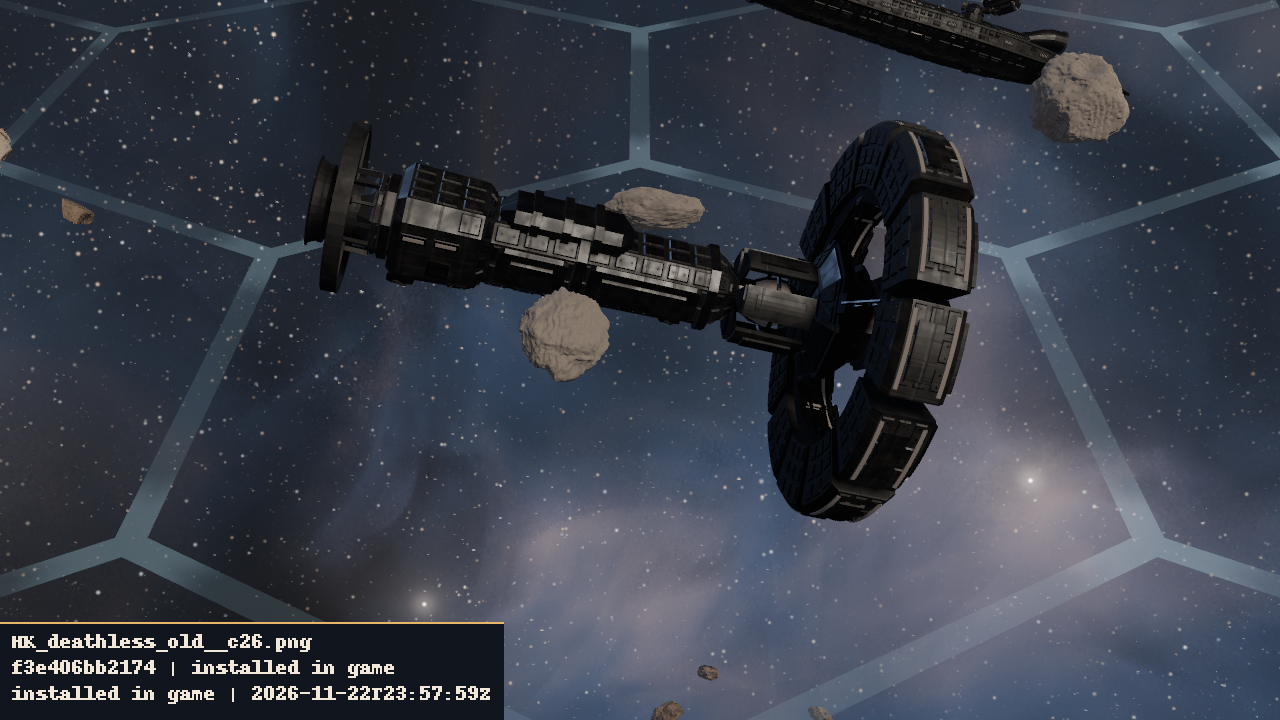 HK_deathless_old__c26.png
f3e406bb2174 | installed in game
installed in game | 2026-11-22T23:57:59Z